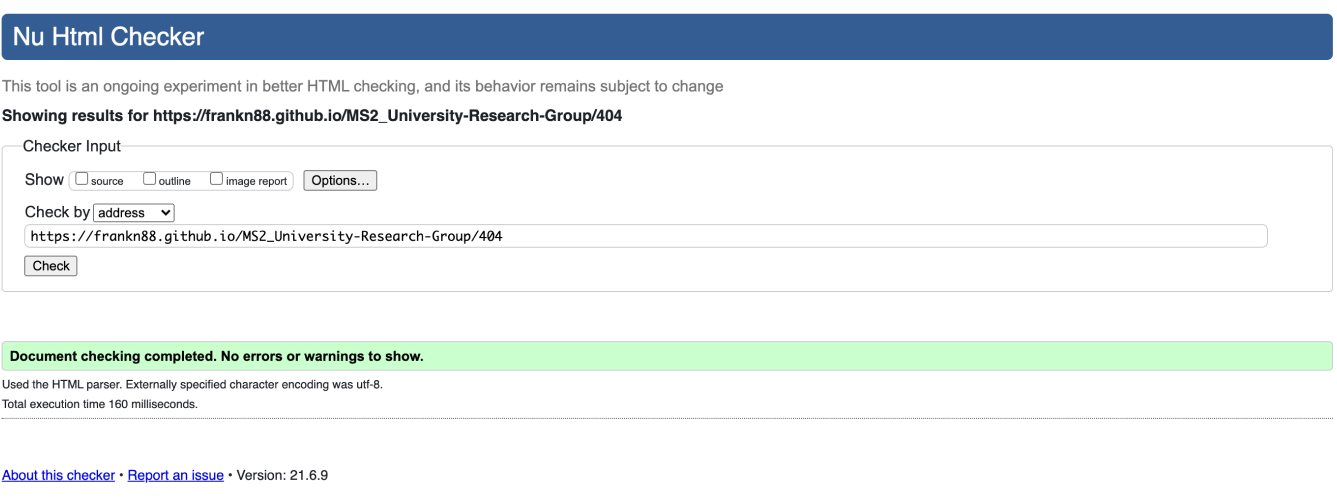 Nu Html Checker
This tool is an ongoing experiment in better HTML checking, and its behavior remains subject to change
Showing results for https://frankn88.github.io/MS2_University-Research-Group/404
Checker Input
Show source outline image report Options...
Check by address
https://frankn88.github.io/MS2_University-Research-Group/404
Check
Document checking completed. No errors or warnings to show.
Used the HTML parser. Externally specified character encoding was utf-8.
Total execution time 160 milliseconds.
About this checker • Report an issue • Version: 21.6.9